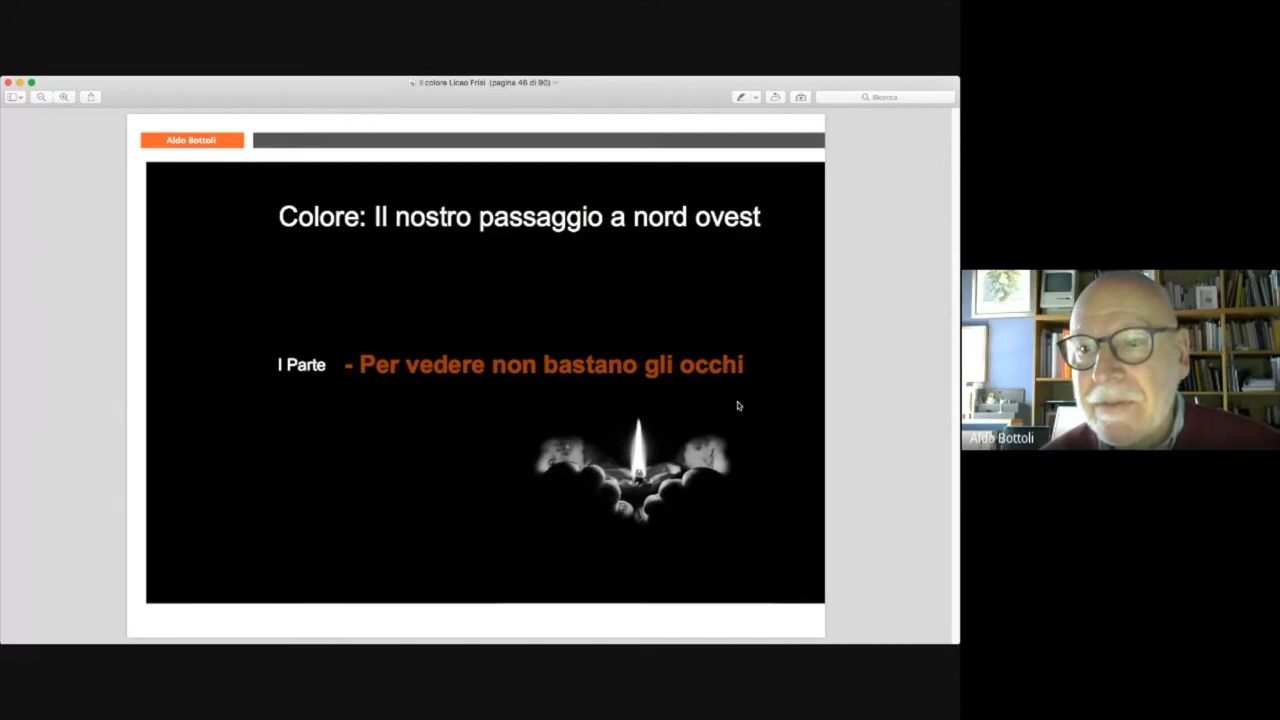 Il colore Liceo Frisi (pagina 46 di 90)
Ricerca
Aldo Bottoli
Colore: Il nostro passaggio a nord ovest
I Parte - Per vedere non bastano gli occhi
Aldo Bottoli